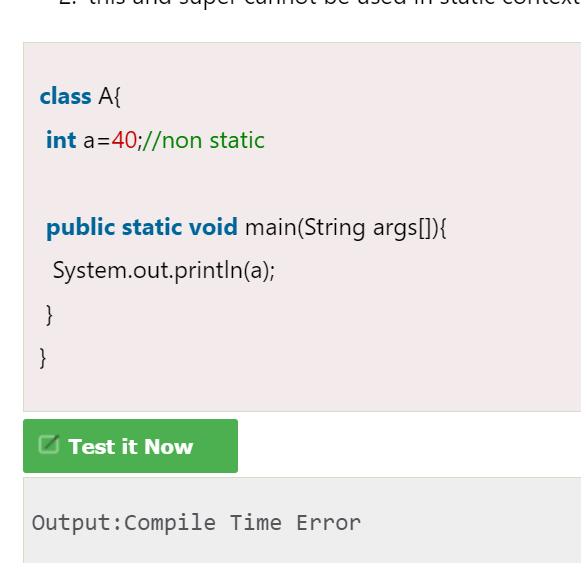 2. this and super cannot be used in static context
class A{
int a=40;//non static
public static void main(String args[]){
System.out.println(a);
}
}
Test it Now
Output:Compile Time Error